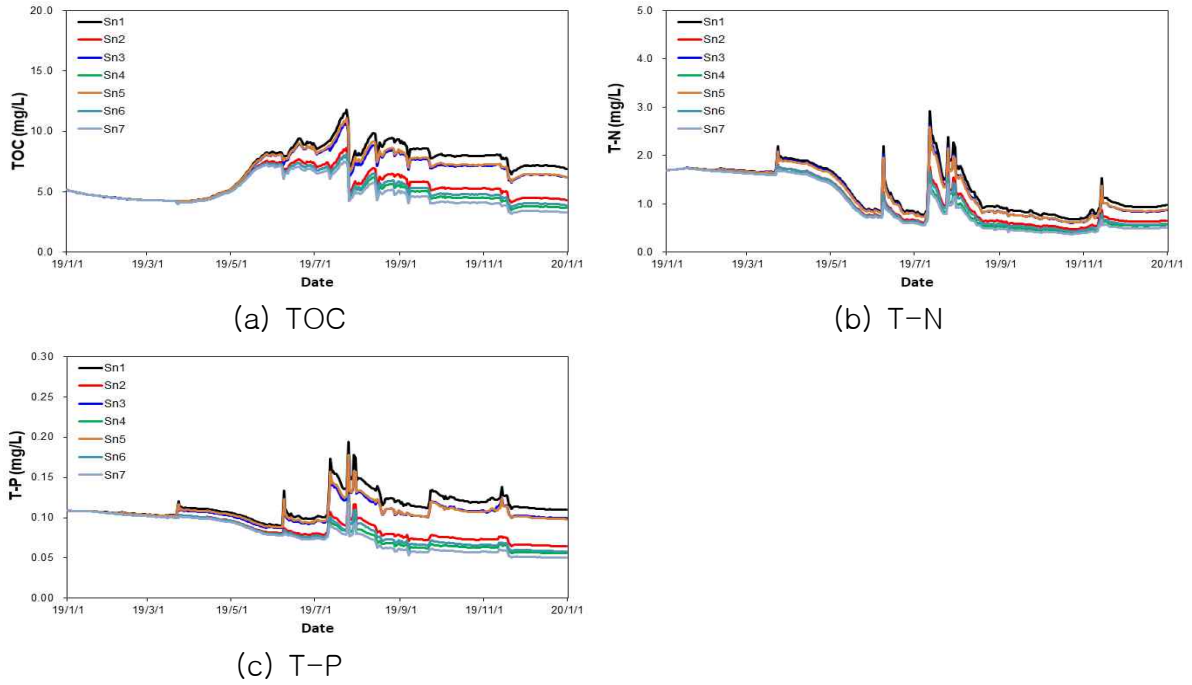 20.0
15.0
10.0
5.0
0.0
TOC (mg/L)
Sn1
Sn2
Sn3
Sn4
Sn5
Sn6
Sn7
19/1/1 19/3/1 19/5/1 19/7/1 19/9/1 19/11/1 20/1/1
Date
(a) TOC
5.0
4.0
3.0
2.0
1.0
0.0
T-N (mg/L)
Sn1
Sn2
Sn3
Sn4
Sn5
Sn6
Sn7
19/1/1 19/3/1 19/5/1 19/7/1 19/9/1 19/11/1 20/1/1
Date
(b) T-N
0.30
0.25
0.20
0.15
0.10
0.05
0.00
T-P (mg/L)
Sn1
Sn2
Sn3
Sn4
Sn5
Sn6
Sn7
19/1/1 19/3/1 19/5/1 19/7/1 19/9/1 19/11/1 20/1/1
Date
(c) T-P